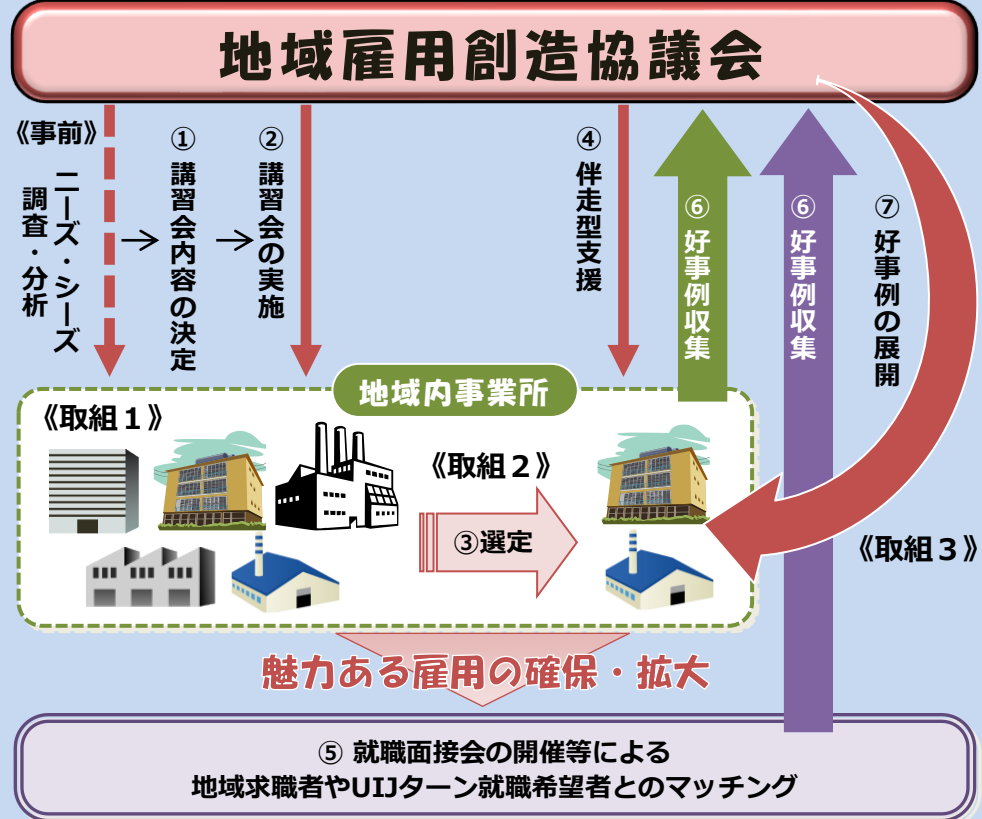 地域雇用創造協議会
《事前》
ニーズ・シーズ
調査・分析
→
①講習会内容の決定
→
②講習会の実施
④伴走型支援
⑥好事例収集
⑥好事例収集
⑦好事例の展開
地域内事業所
《取組１》
《取組２》
③選定
《取組３》
魅力ある雇用の確保・拡大
⑤ 就職面接会の開催等による
地域求職者やUIJターン就職希望者とのマッチング